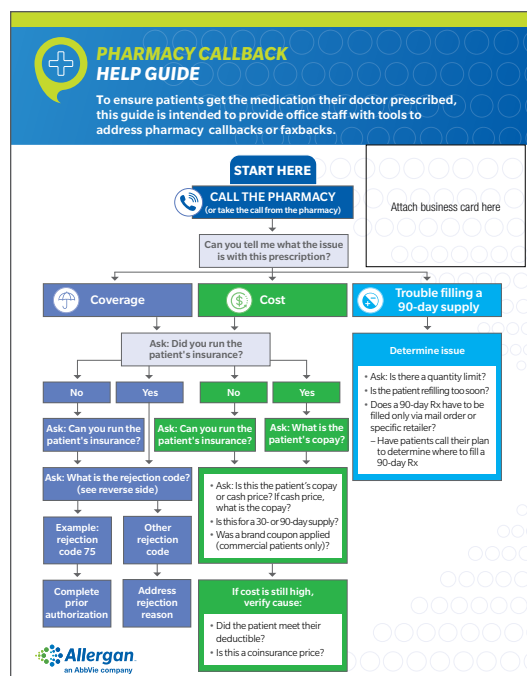 PHARMACY CALLBACK
HELP GUIDE
To ensure patients get the medication their doctor prescribed,
this guide is intended to provide office staff with tools to
address pharmacy callbacks or faxbacks.
START HERE
CALL THE PHARMACY
(or take the call from the pharmacy)
Attach business card here
Can you tell me what the issue
is with this prescription?
Coverage
Cost
Trouble filling a
90-day supply
Ask: Did you run the
patient's insurance?
No
Yes
No
Yes
Ask: Can you run the
patient's insurance?
Ask: Can you run the
patient's insurance?
Ask: What is the
patient's copay?
Ask: What is the rejection code?
(see reverse side)
Example:
rejection
code 75
Other
rejection
code
Complete
prior
authorization
Address
rejection
reason
• Ask: Is this the patient's copay
or cash price? If cash price,
what is the copay?
• Is this for a 30- or 90-day supply?
• Was a brand coupon applied
(commercial patients only)?
If cost is still high,
verify cause:
• Did the patient meet their
deductible?
• Is this a coinsurance price?
Determine issue
• Ask: Is there a quantity limit?
• Is the patient refilling too soon?
• Does a 90-day Rx have to be
filled only via mail order or
specific retailer?
– Have patients call their plan
to determine where to fill a
90-day Rx
Allergan
an AbbVie company